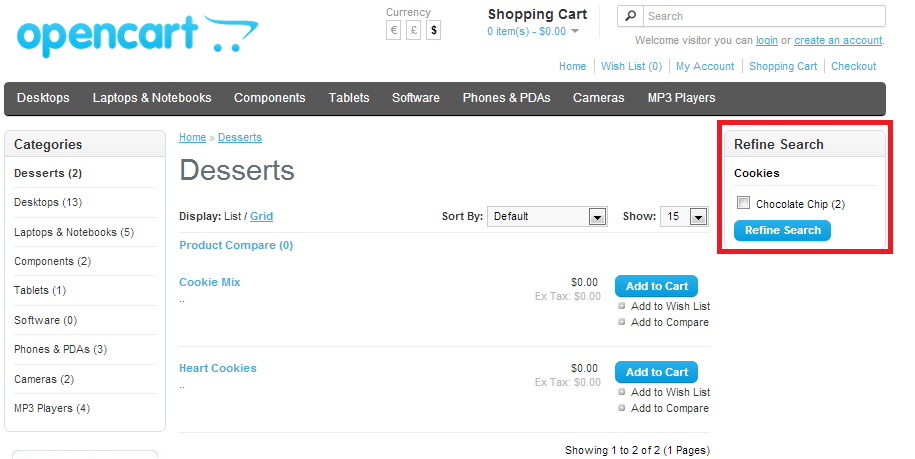 opencart
Currency
€ £ $
Shopping Cart
0 item(s) - $0.00
Search
Welcome visitor you can login or create an account.
Home Wish List (0) My Account Shopping Cart Checkout
Desktops Laptops & Notebooks Components Tablets Software Phones & PDAs Cameras MP3 Players
Categories
Desserts (2)
Desktops (13)
Laptops & Notebooks (5)
Components (2)
Tablets (1)
Software (0)
Phones & PDAs (3)
Cameras (2)
MP3 Players (4)
Home » Desserts
Desserts
Display: List / Grid
Sort By: Default
Show: 15
Product Compare (0)
Cookie Mix
..
$0.00
Ex Tax: $0.00
Add to Cart
Add to Wish List
Add to Compare
Heart Cookies
..
$0.00
Ex Tax: $0.00
Add to Cart
Add to Wish List
Add to Compare
Showing 1 to 2 of 2 (1 Pages)
Refine Search
Cookies
Chocolate Chip (2)
Refine Search